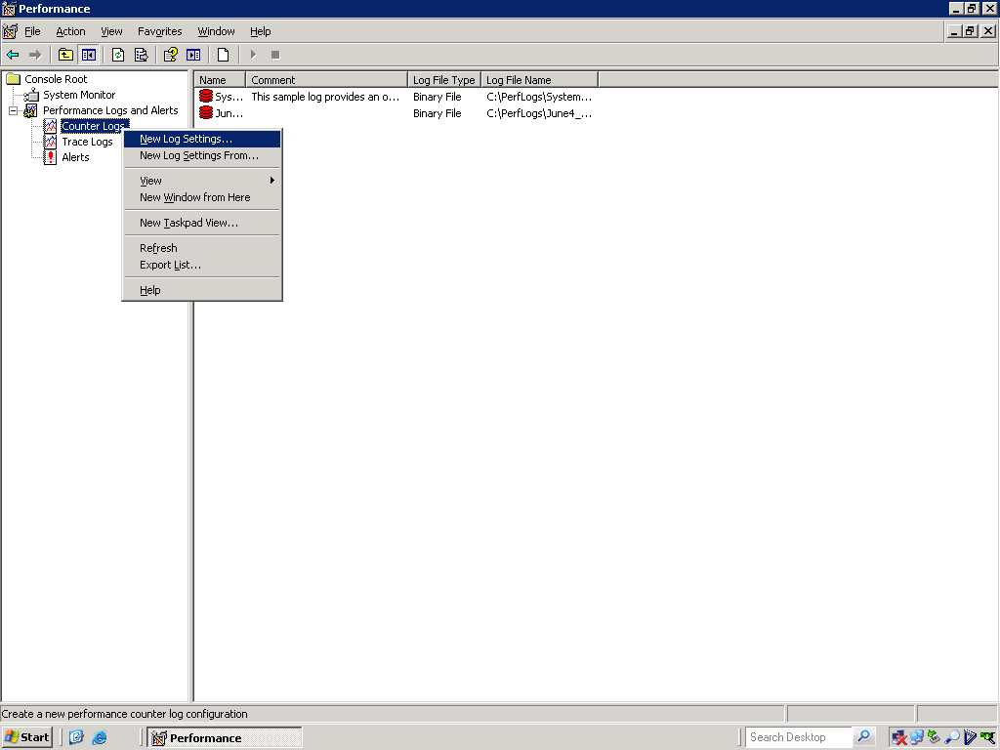 Performance
File Action View Favorites Window Help
Console Root
System Monitor
Performance Logs and Alerts
Counter Logs
Trace Logs
Alerts
Name Comment Log File Type Log File Name
Sys... This sample log provides an o... Binary File C:\PerfLogs\System...
Jun... Binary File C:\PerfLogs\June4_...
New Log Settings...
New Log Settings From...
View
New Window from Here
New Taskpad View...
Refresh
Export List...
Help
Create a new performance counter log configuration
Start Performance Search Desktop